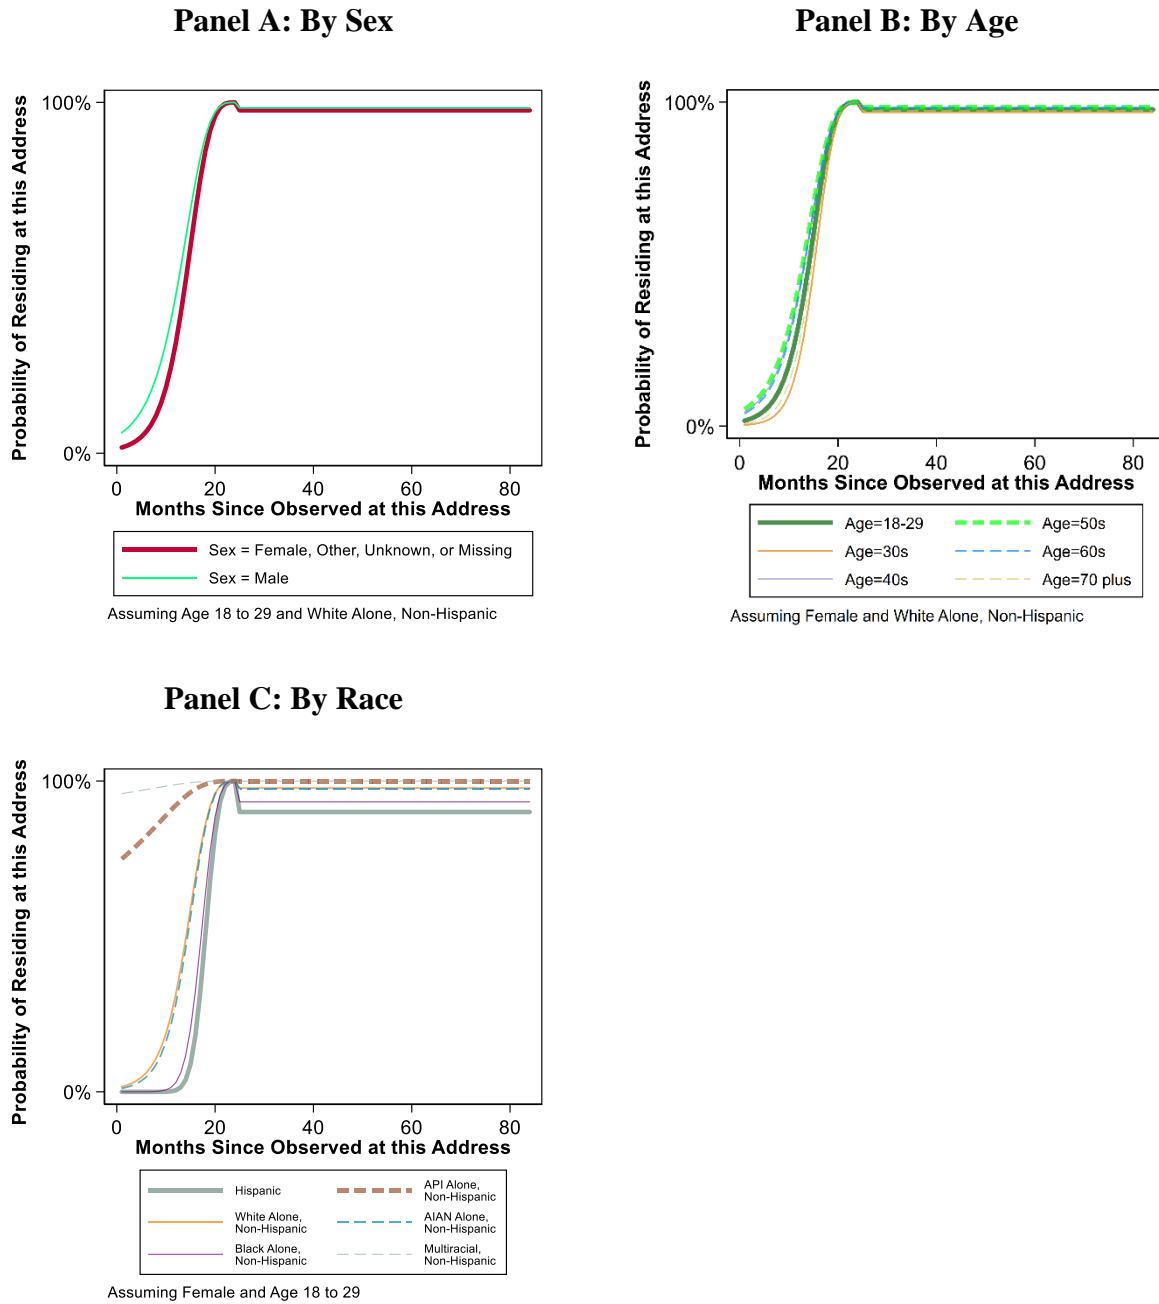 Panel A: By Sex
Probability of Residing at this Address
100%
0%
0 20 40 60 80
Months Since Observed at this Address
Sex = Female, Other, Unknown, or Missing
Sex = Male
Assuming Age 18 to 29 and White Alone, Non-Hispanic
Panel B: By Age
Probability of Residing at this Address
100%
0%
0 20 40 60 80
Months Since Observed at this Address
Age=18-29 Age=50s
Age=30s Age=60s
Age=40s Age=70 plus
Assuming Female and White Alone, Non-Hispanic
Panel C: By Race
Probability of Residing at this Address
100%
0%
0 20 40 60 80
Months Since Observed at this Address
Hispanic
White Alone,
Non-Hispanic
Black Alone,
Non-Hispanic
API Alone,
Non-Hispanic
AIAN Alone,
Non-Hispanic
Multiracial,
Non-Hispanic
Assuming Female and Age 18 to 29